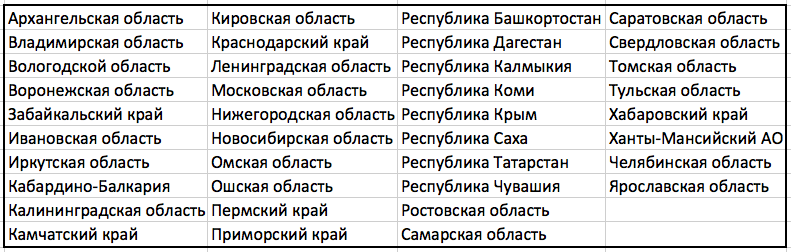 Архангельская область Кировская область Республика Башкортостан Саратовская область
Владимирская область Краснодарский край Республика Дагестан Свердловская область
Вологодской область Ленинградская область Республика Калмыкия Томская область
Воронежская область Московская область Республика Коми Тульская область
Забайкальский край Нижегородская область Республика Крым Хабаровский край
Ивановская область Новосибирская область Республика Саха Ханты-Мансийский АО
Иркутская область Омская область Республика Татарстан Челябинская область
Кабардино-Балкария Ошская область Республика Чувашия Ярославская область
Калининградская область Пермский край Ростовская область
Камчатский край Приморский край Самарская область